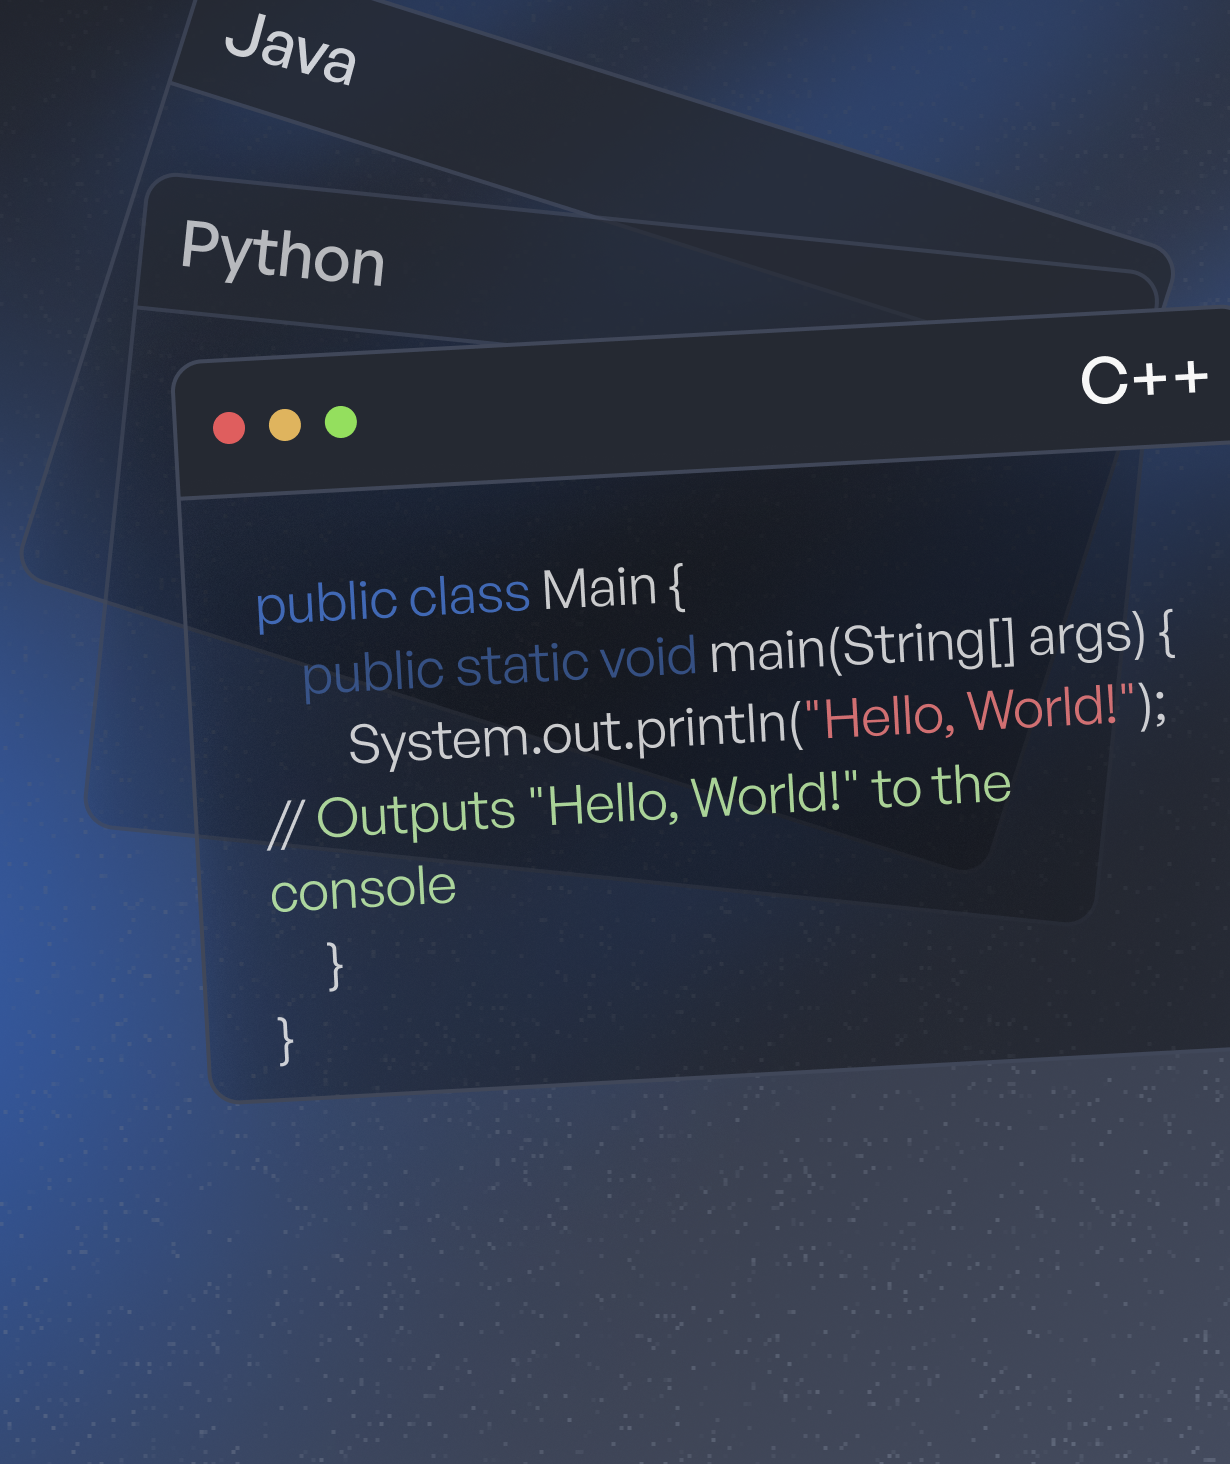 Java
Python
C++
public class Main {
public static void main(String[] args) {
System.out.println("Hello, World!");
// Outputs "Hello, World!" to the
console
}
}